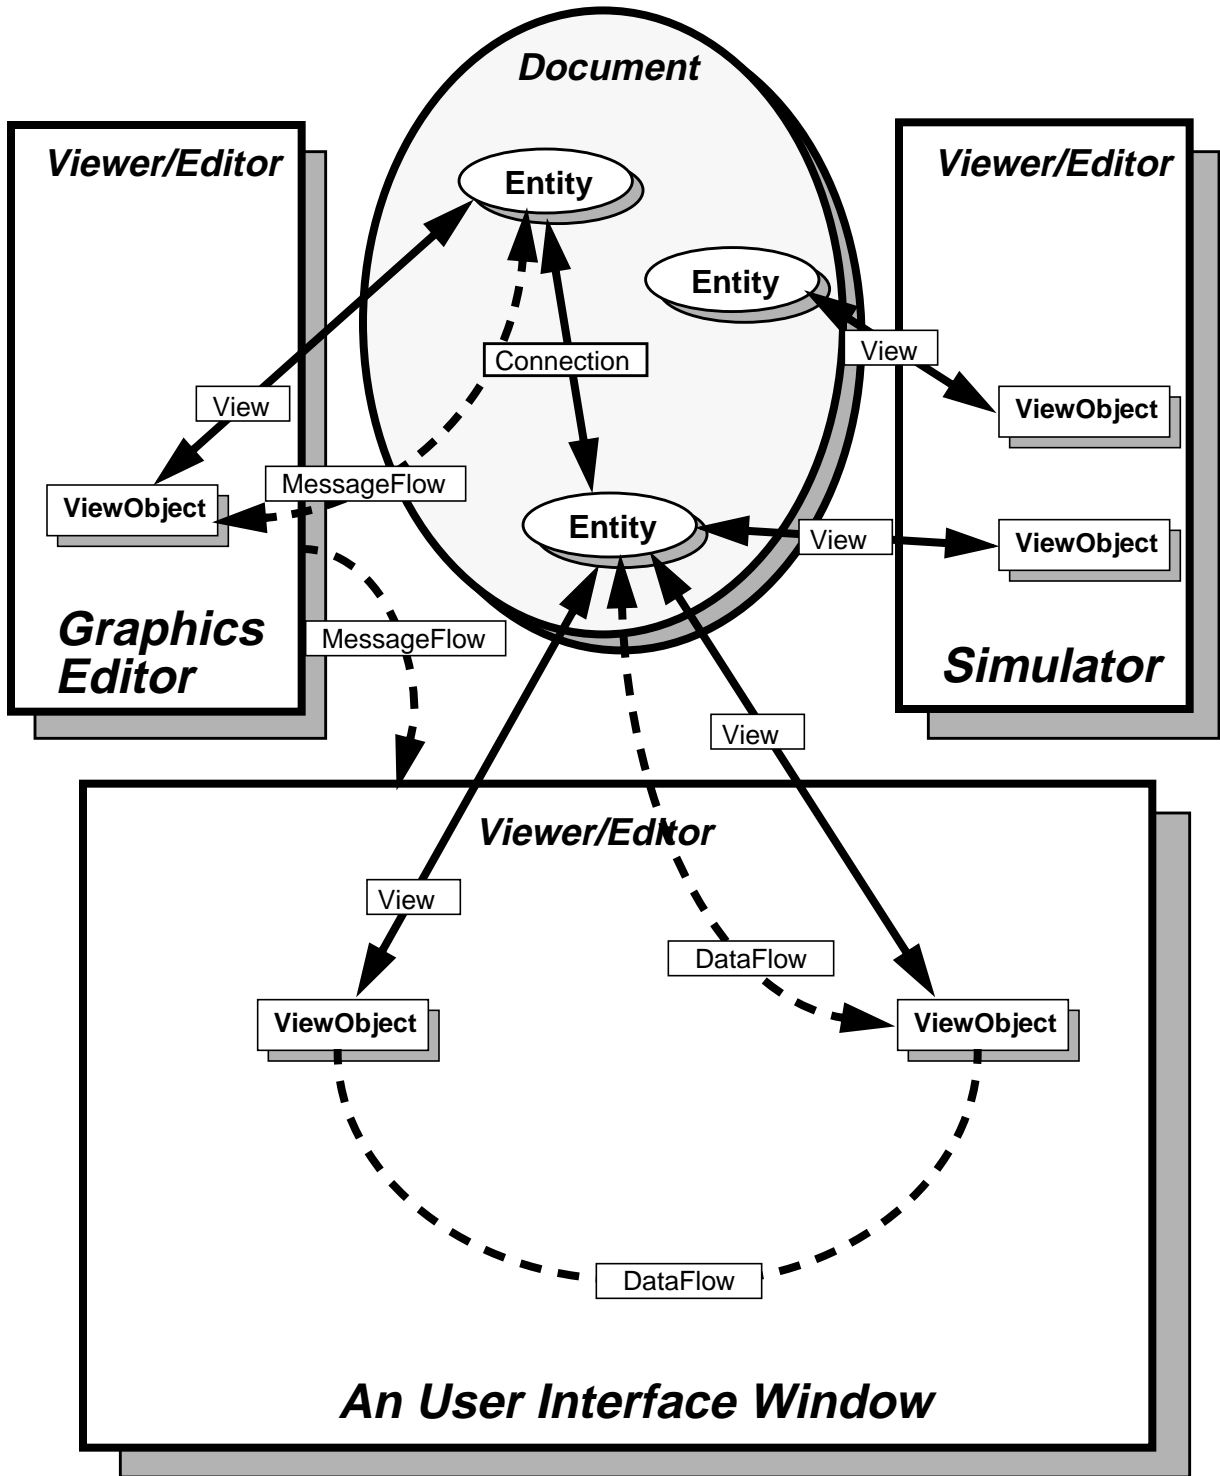 Document
Viewer/Editor
Viewer/Editor
Entity
Entity
View
Connection
View
ViewObject
MessageFlow
ViewObject
Entity
View
ViewObject
Graphics
Editor
MessageFlow
Simulator
View
Viewer/Editor
View
DataFlow
ViewObject
ViewObject
DataFlow
An User Interface Window